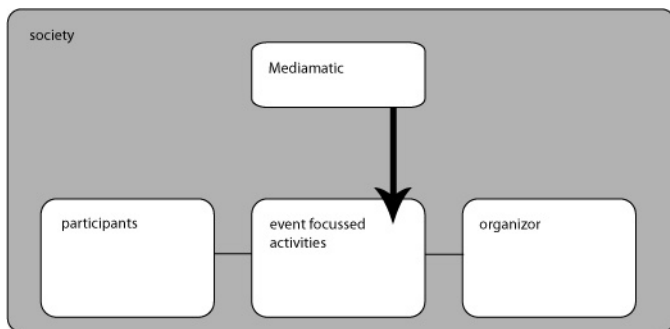 society
Mediamatic
participants
event focussed
activities
organizor